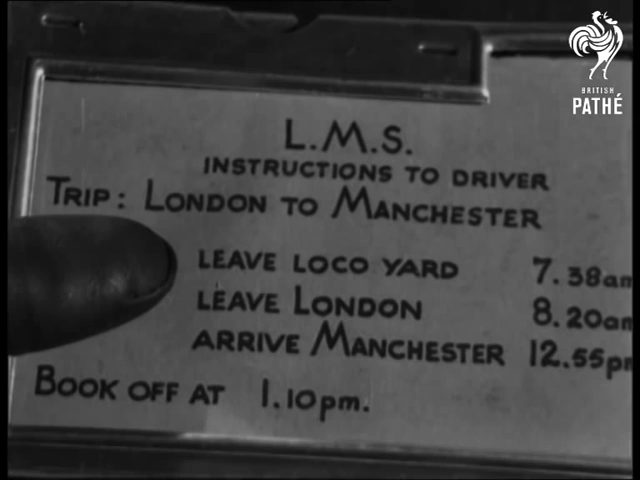 BRITISH
PATHÉ
L.M.S.
INSTRUCTIONS TO DRIVER
TRIP: LONDON TO MANCHESTER
LEAVE LOCO YARD 7.38am
LEAVE LONDON 8.20am
ARRIVE MANCHESTER 12.55pm
BOOK OFF AT 1.10pm.